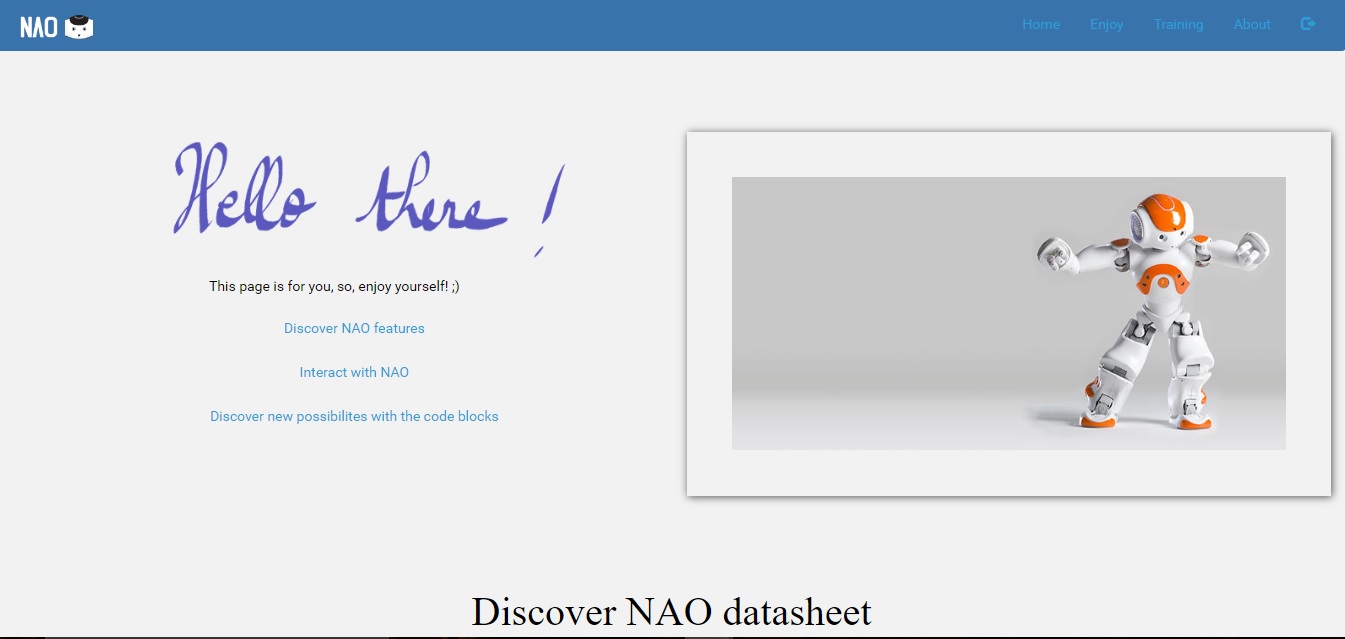 NAO
Home Enjoy Training About
Hello there !
This page is for you, so, enjoy yourself! ;)
Discover NAO features
Interact with NAO
Discover new possibilites with the code blocks
Discover NAO datasheet